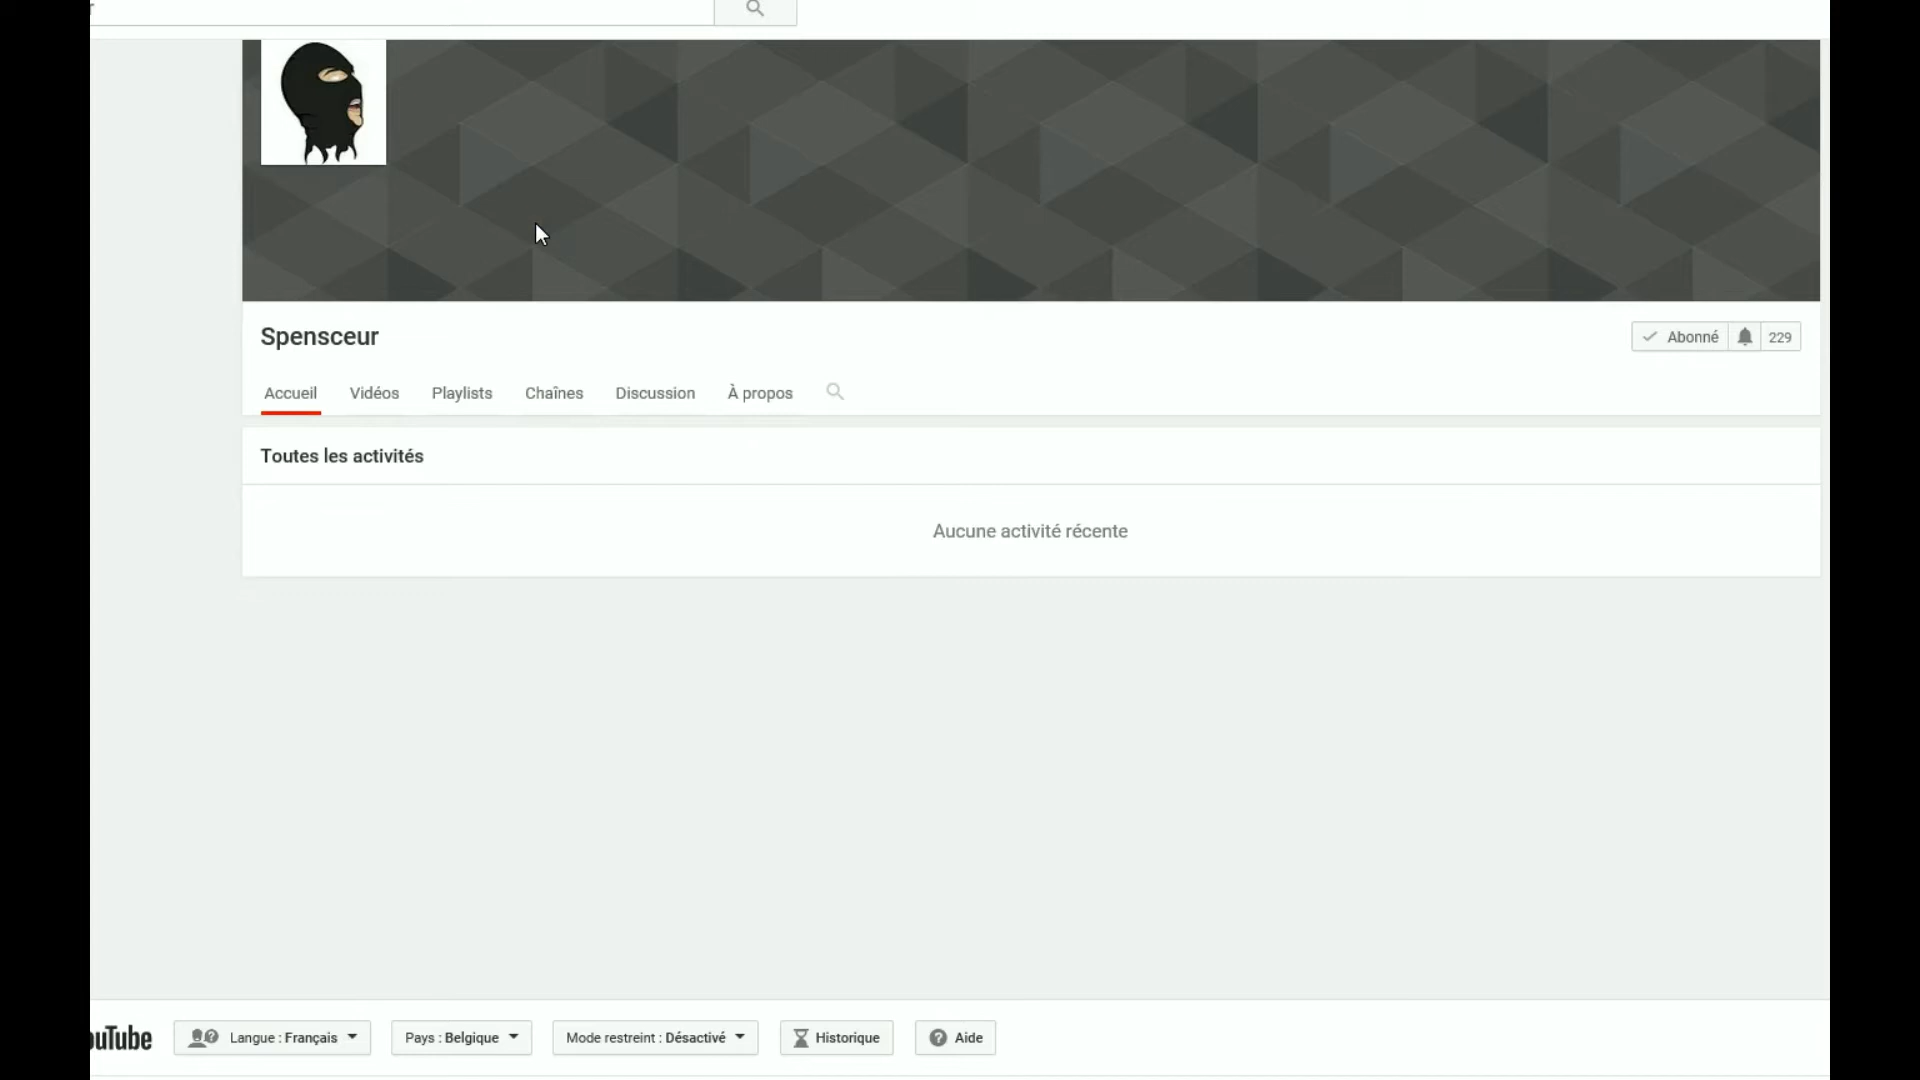 Spensceur
Abonné 229
Accueil Vidéos Playlists Chaînes Discussion À propos
Toutes les activités
Aucune activité récente
ouTube Langue : Français Pays : Belgique Mode restreint : Désactivé Historique Aide